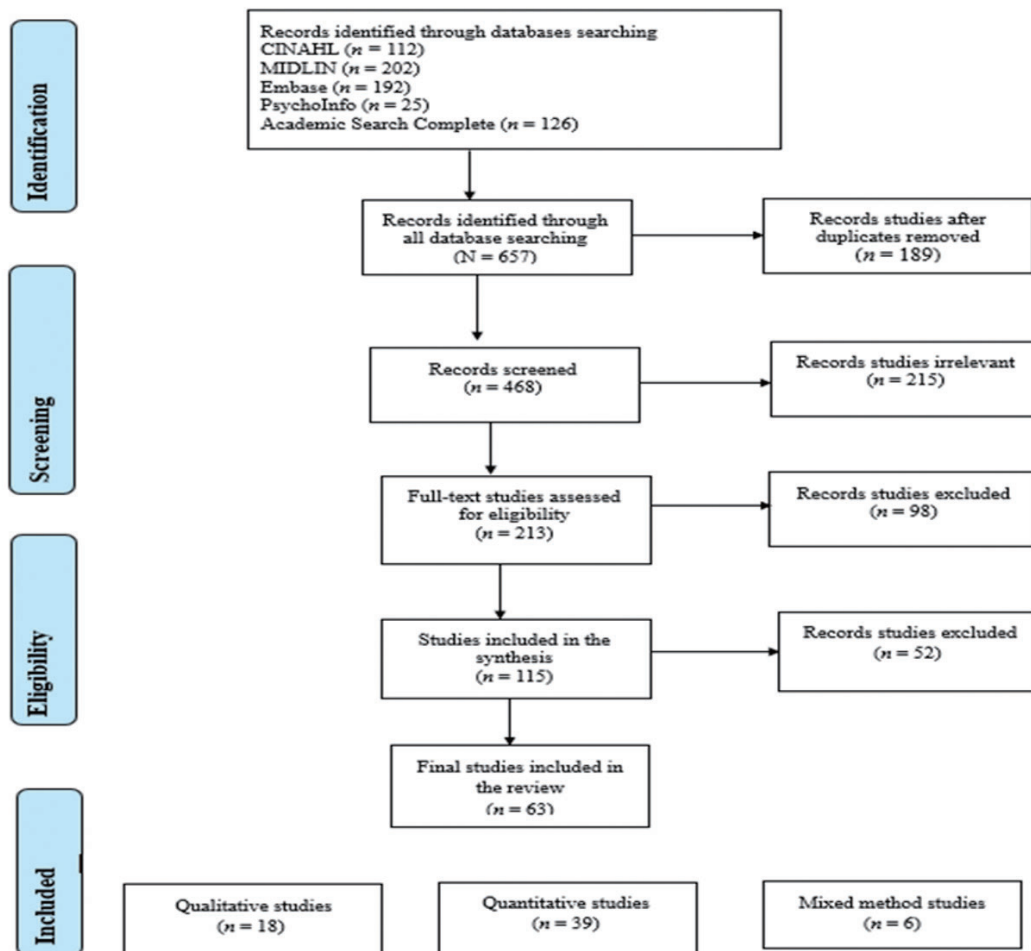 Identification
Records identified through databases searching
CINAHL (n = 112)
MIDLIN (n = 202)
Embase (n = 192)
PsychoInfo (n = 25)
Academic Search Complete (n = 126)
Records identified through
all database searching
(N = 657)
Records studies after
duplicates removed
(n = 189)
Screening
Records screened
(n = 468)
Records studies irrelevant
(n = 215)
Full-text studies assessed
for eligibility
(n = 213)
Records studies excluded
(n = 98)
Eligibility
Studies included in the
synthesis
(n = 115)
Records studies excluded
(n = 52)
Final studies included in
the review
(n = 63)
Included
Qualitative studies
(n = 18)
Quantitative studies
(n = 39)
Mixed method studies
(n = 6)